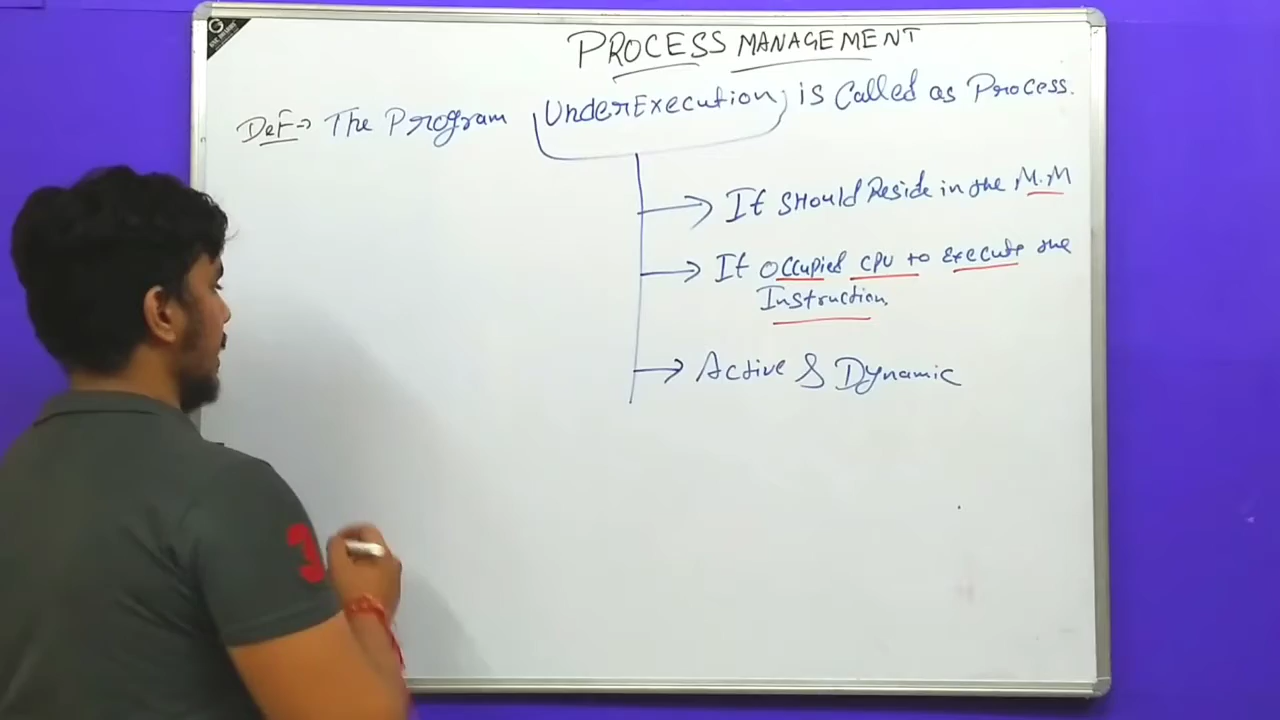 PROCESS MANAGEMENT
DeF→ The Program UnderExecution, is Called as Process.
→ It SHould Reside in the M.M
→ It occupied CPU to Execute the
Instruction,
→ Active & Dynamic
G
3